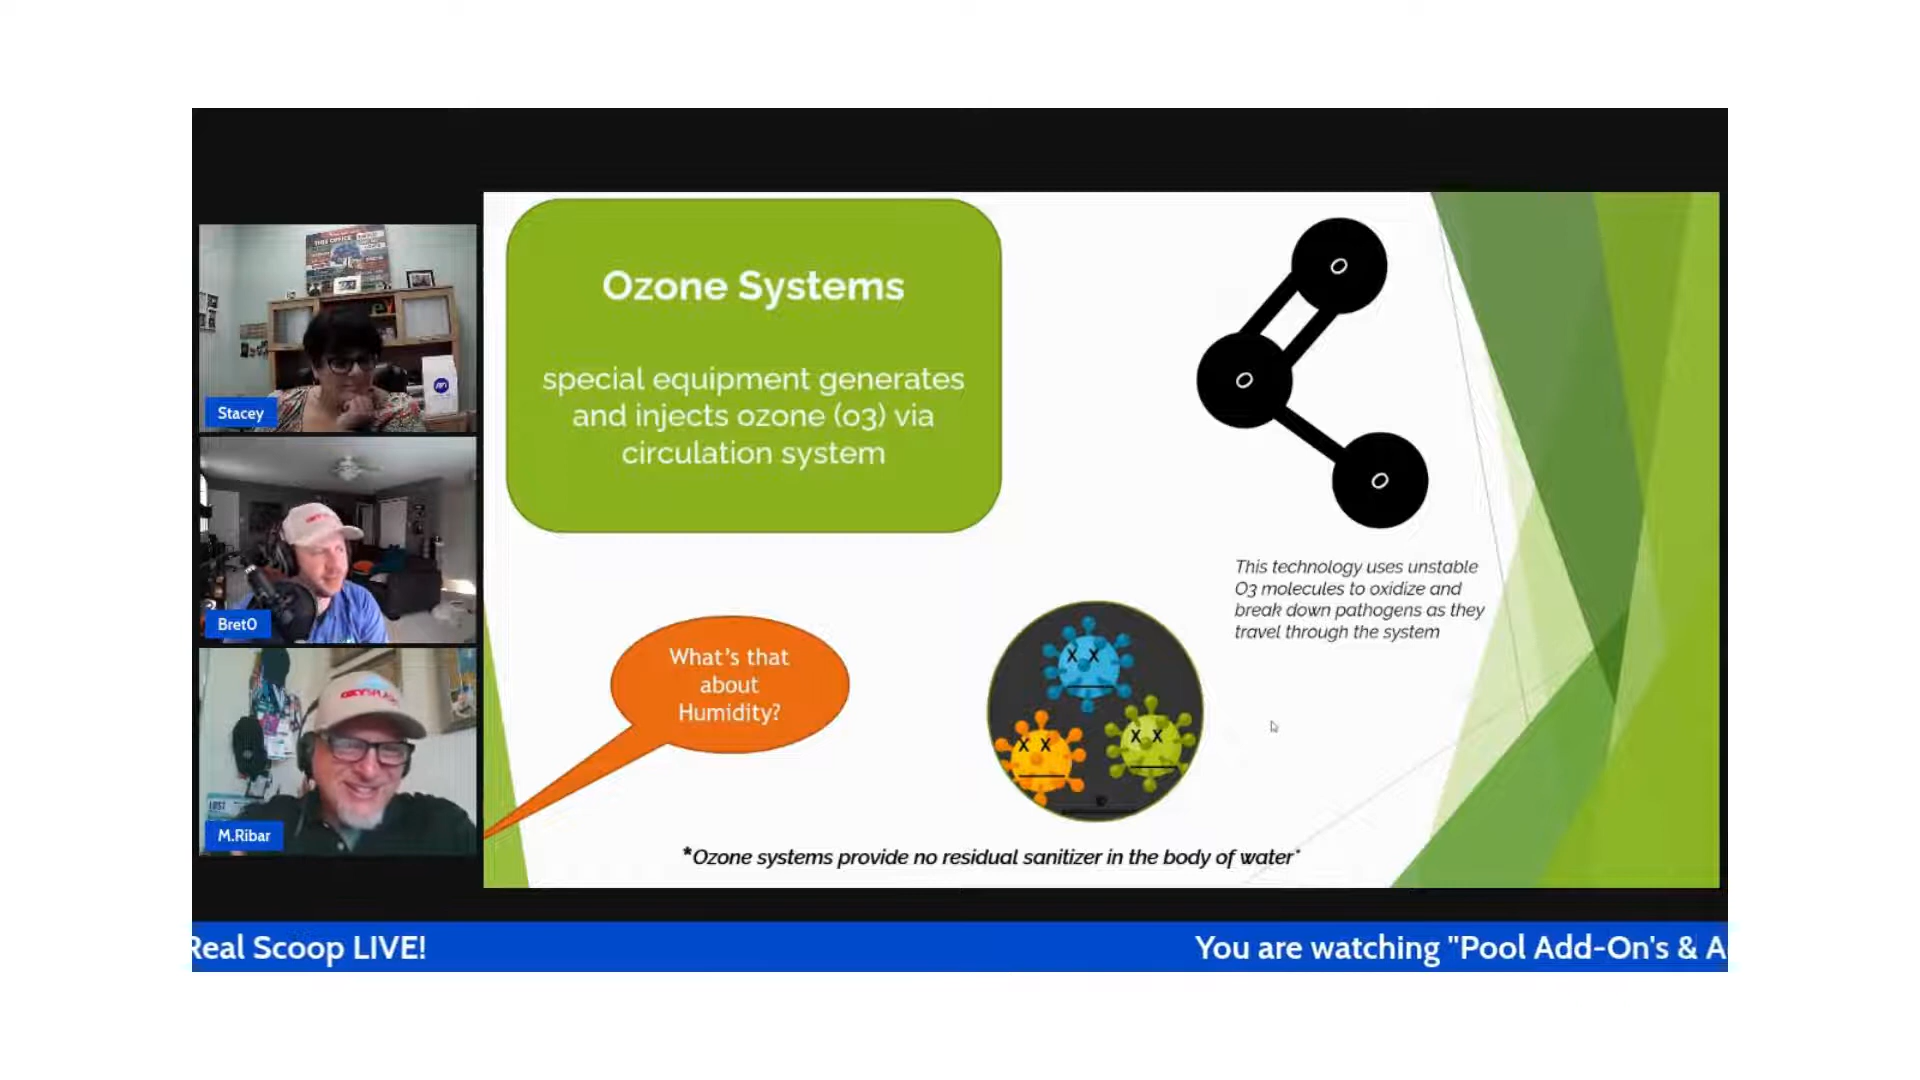 Ozone Systems
special equipment generates
and injects ozone (o3) via
circulation system
O
O
O
This technology uses unstable
O3 molecules to oxidize and
break down pathogens as they
travel through the system
What's that
about
Humidity?
X X
X X
X X
*Ozone systems provide no residual sanitizer in the body of water*
THIS OFFICE
Stacey
BretO
LOST
M.Ribar
Real Scoop LIVE!
You are watching "Pool Add-On's & A